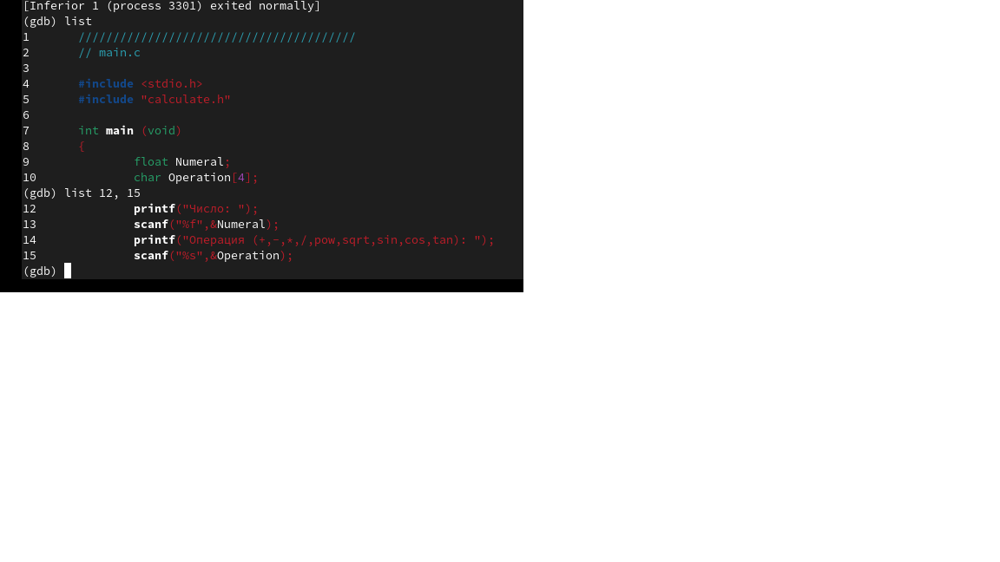 [Inferior 1 (process 3301) exited normally]
(gdb) list
1       ////////////////////////////////////////
2       // main.c
3
4       #include <stdio.h>
5       #include "calculate.h"
6
7       int main (void)
8       {
9               float Numeral;
10              char Operation[4];
(gdb) list 12, 15
12              printf("Число: ");
13              scanf("%f",&Numeral);
14              printf("Операция (+,-,*,/,pow,sqrt,sin,cos,tan): ");
15              scanf("%s",&Operation);
(gdb)